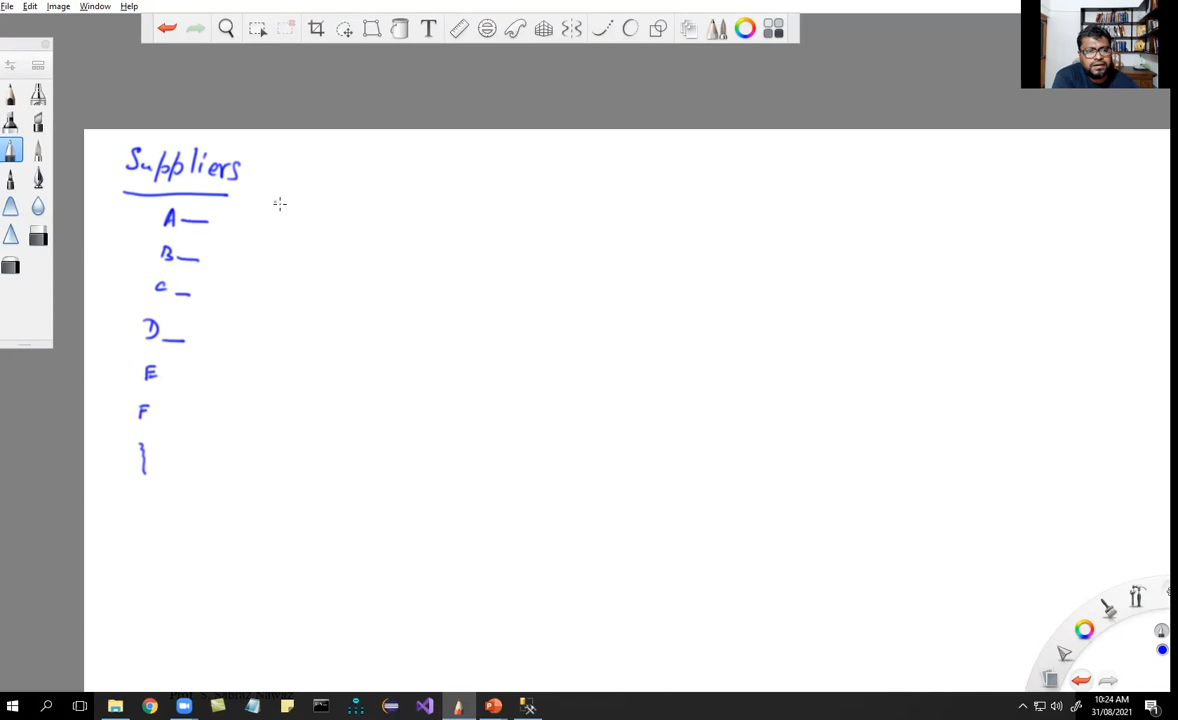 File Edit Image Window Help
T
Suppliers
A —
B —
C —
D —
E
F
10:24 AM
31/08/2021